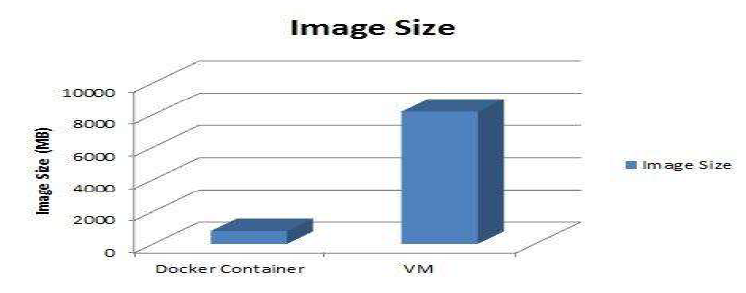 Image Size
10000
8000
6000
4000
2000
0
Image Size (MB)
Docker Container
VM
Image Size